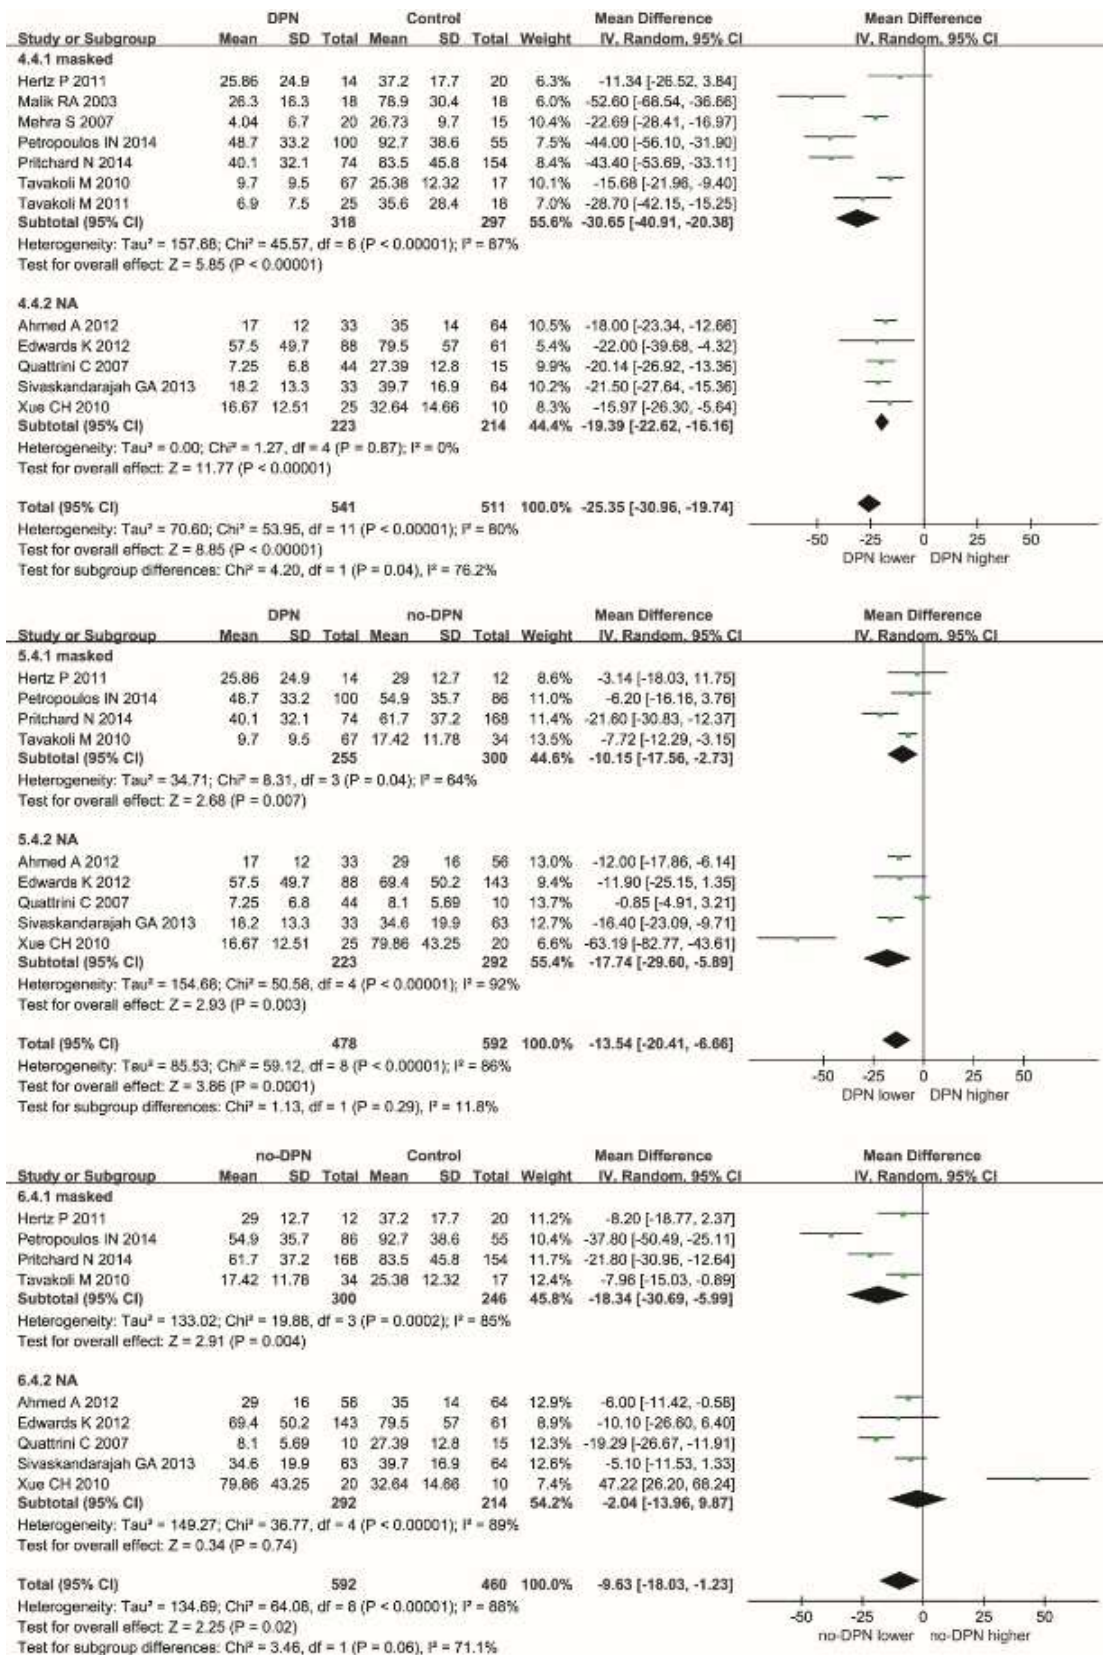 DPN Control Mean Difference Mean Difference
Study or Subgroup Mean SD Total Mean SD Total Weight IV, Random, 95% CI IV, Random, 95% CI
4.4.1 masked
Hertz P 2011 25.86 24.9 14 37.2 17.7 20 6.3% -11.34 [-26.52, 3.84]
Malik RA 2003 26.3 16.3 18 78.9 30.4 18 6.0% -52.60 [-68.54, -36.66]
Mehra S 2007 4.04 6.7 20 26.73 9.7 15 10.4% -22.69 [-28.41, -16.97]
Petropoulos IN 2014 48.7 33.2 100 92.7 38.6 55 7.5% -44.00 [-56.10, -31.90]
Pritchard N 2014 40.1 32.1 74 83.5 45.8 154 8.4% -43.40 [-53.69, -33.11]
Tavakoli M 2010 9.7 9.5 67 25.38 12.32 17 10.1% -15.68 [-21.96, -9.40]
Tavakoli M 2011 6.9 7.5 25 35.6 28.4 18 7.0% -28.70 [-42.15, -15.25]
Subtotal (95% CI) 318 297 55.6% -30.65 [-40.91, -20.38]
Heterogeneity: Tau² = 157.68; Chi² = 45.57, df = 6 (P < 0.00001); I² = 87%
Test for overall effect: Z = 5.85 (P < 0.00001)
4.4.2 NA
Ahmed A 2012 17 12 33 35 14 64 10.5% -18.00 [-23.34, -12.66]
Edwards K 2012 57.5 49.7 88 79.5 57 61 5.4% -22.00 [-39.68, -4.32]
Quattrini C 2007 7.25 6.8 44 27.39 12.8 15 9.9% -20.14 [-26.92, -13.36]
Sivaskandarajah GA 2013 18.2 13.3 33 39.7 16.9 64 10.2% -21.50 [-27.64, -15.36]
Xue CH 2010 16.67 12.51 25 32.64 14.66 10 8.3% -15.97 [-26.30, -5.64]
Subtotal (95% CI) 223 214 44.4% -19.39 [-22.62, -16.16]
Heterogeneity: Tau² = 0.00; Chi² = 1.27, df = 4 (P = 0.87); I² = 0%
Test for overall effect: Z = 11.77 (P < 0.00001)
Total (95% CI) 541 511 100.0% -25.35 [-30.96, -19.74]
Heterogeneity: Tau² = 70.60; Chi² = 53.95, df = 11 (P < 0.00001); I² = 80%
Test for overall effect: Z = 8.85 (P < 0.00001)
Test for subgroup differences: Chi² = 4.20, df = 1 (P = 0.04), I² = 76.2%
-50 -25 0 25 50
DPN lower DPN higher
DPN no-DPN Mean Difference Mean Difference
Study or Subgroup Mean SD Total Mean SD Total Weight IV, Random, 95% CI IV, Random, 95% CI
5.4.1 masked
Hertz P 2011 25.86 24.9 14 29 12.7 12 8.6% -3.14 [-18.03, 11.75]
Petropoulos IN 2014 48.7 33.2 100 54.9 35.7 86 11.0% -6.20 [-16.16, 3.76]
Pritchard N 2014 40.1 32.1 74 61.7 37.2 168 11.4% -21.60 [-30.83, -12.37]
Tavakoli M 2010 9.7 9.5 67 17.42 11.78 34 13.5% -7.72 [-12.29, -3.15]
Subtotal (95% CI) 255 300 44.6% -10.15 [-17.56, -2.73]
Heterogeneity: Tau² = 34.71; Chi² = 8.31, df = 3 (P = 0.04); I² = 64%
Test for overall effect: Z = 2.68 (P = 0.007)
5.4.2 NA
Ahmed A 2012 17 12 33 29 16 56 13.0% -12.00 [-17.86, -6.14]
Edwards K 2012 57.5 49.7 88 69.4 50.2 143 9.4% -11.90 [-25.15, 1.35]
Quattrini C 2007 7.25 6.8 44 8.1 5.69 10 13.7% -0.85 [-4.91, 3.21]
Sivaskandarajah GA 2013 18.2 13.3 33 34.6 19.9 63 12.7% -16.40 [-23.09, -9.71]
Xue CH 2010 16.67 12.51 25 79.86 43.25 20 6.6% -63.19 [-82.77, -43.61]
Subtotal (95% CI) 223 292 55.4% -17.74 [-29.60, -5.89]
Heterogeneity: Tau² = 154.68; Chi² = 50.58, df = 4 (P < 0.00001); I² = 92%
Test for overall effect: Z = 2.93 (P = 0.003)
Total (95% CI) 478 592 100.0% -13.54 [-20.41, -6.66]
Heterogeneity: Tau² = 85.53; Chi² = 59.12, df = 8 (P < 0.00001); I² = 86%
Test for overall effect: Z = 3.86 (P = 0.0001)
Test for subgroup differences: Chi² = 1.13, df = 1 (P = 0.29), I² = 11.8%
-50 -25 0 25 50
DPN lower DPN higher
no-DPN Control Mean Difference Mean Difference
Study or Subgroup Mean SD Total Mean SD Total Weight IV, Random, 95% CI IV, Random, 95% CI
6.4.1 masked
Hertz P 2011 29 12.7 12 37.2 17.7 20 11.2% -8.20 [-18.77, 2.37]
Petropoulos IN 2014 54.9 35.7 86 92.7 38.6 55 10.4% -37.80 [-50.49, -25.11]
Pritchard N 2014 61.7 37.2 168 83.5 45.8 154 11.7% -21.80 [-30.96, -12.64]
Tavakoli M 2010 17.42 11.78 34 25.38 12.32 17 12.4% -7.96 [-15.03, -0.89]
Subtotal (95% CI) 300 246 45.8% -18.34 [-30.69, -5.99]
Heterogeneity: Tau² = 133.02; Chi² = 19.88, df = 3 (P = 0.0002); I² = 85%
Test for overall effect: Z = 2.91 (P = 0.004)
6.4.2 NA
Ahmed A 2012 29 16 56 35 14 64 12.9% -6.00 [-11.42, -0.58]
Edwards K 2012 69.4 50.2 143 79.5 57 61 8.9% -10.10 [-26.60, 6.40]
Quattrini C 2007 8.1 5.69 10 27.39 12.8 15 12.3% -19.29 [-26.67, -11.91]
Sivaskandarajah GA 2013 34.6 19.9 63 39.7 16.9 64 12.6% -5.10 [-11.53, 1.33]
Xue CH 2010 79.86 43.25 20 32.64 14.66 10 7.4% 47.22 [26.20, 68.24]
Subtotal (95% CI) 292 214 54.2% -2.04 [-13.96, 9.87]
Heterogeneity: Tau² = 149.27; Chi² = 36.77, df = 4 (P < 0.00001); I² = 89%
Test for overall effect: Z = 0.34 (P = 0.74)
Total (95% CI) 592 460 100.0% -9.63 [-18.03, -1.23]
Heterogeneity: Tau² = 134.69; Chi² = 64.08, df = 8 (P < 0.00001); I² = 88%
Test for overall effect: Z = 2.25 (P = 0.02)
Test for subgroup differences: Chi² = 3.46, df = 1 (P = 0.06), I² = 71.1%
-50 -25 0 25 50
no-DPN lower no-DPN higher